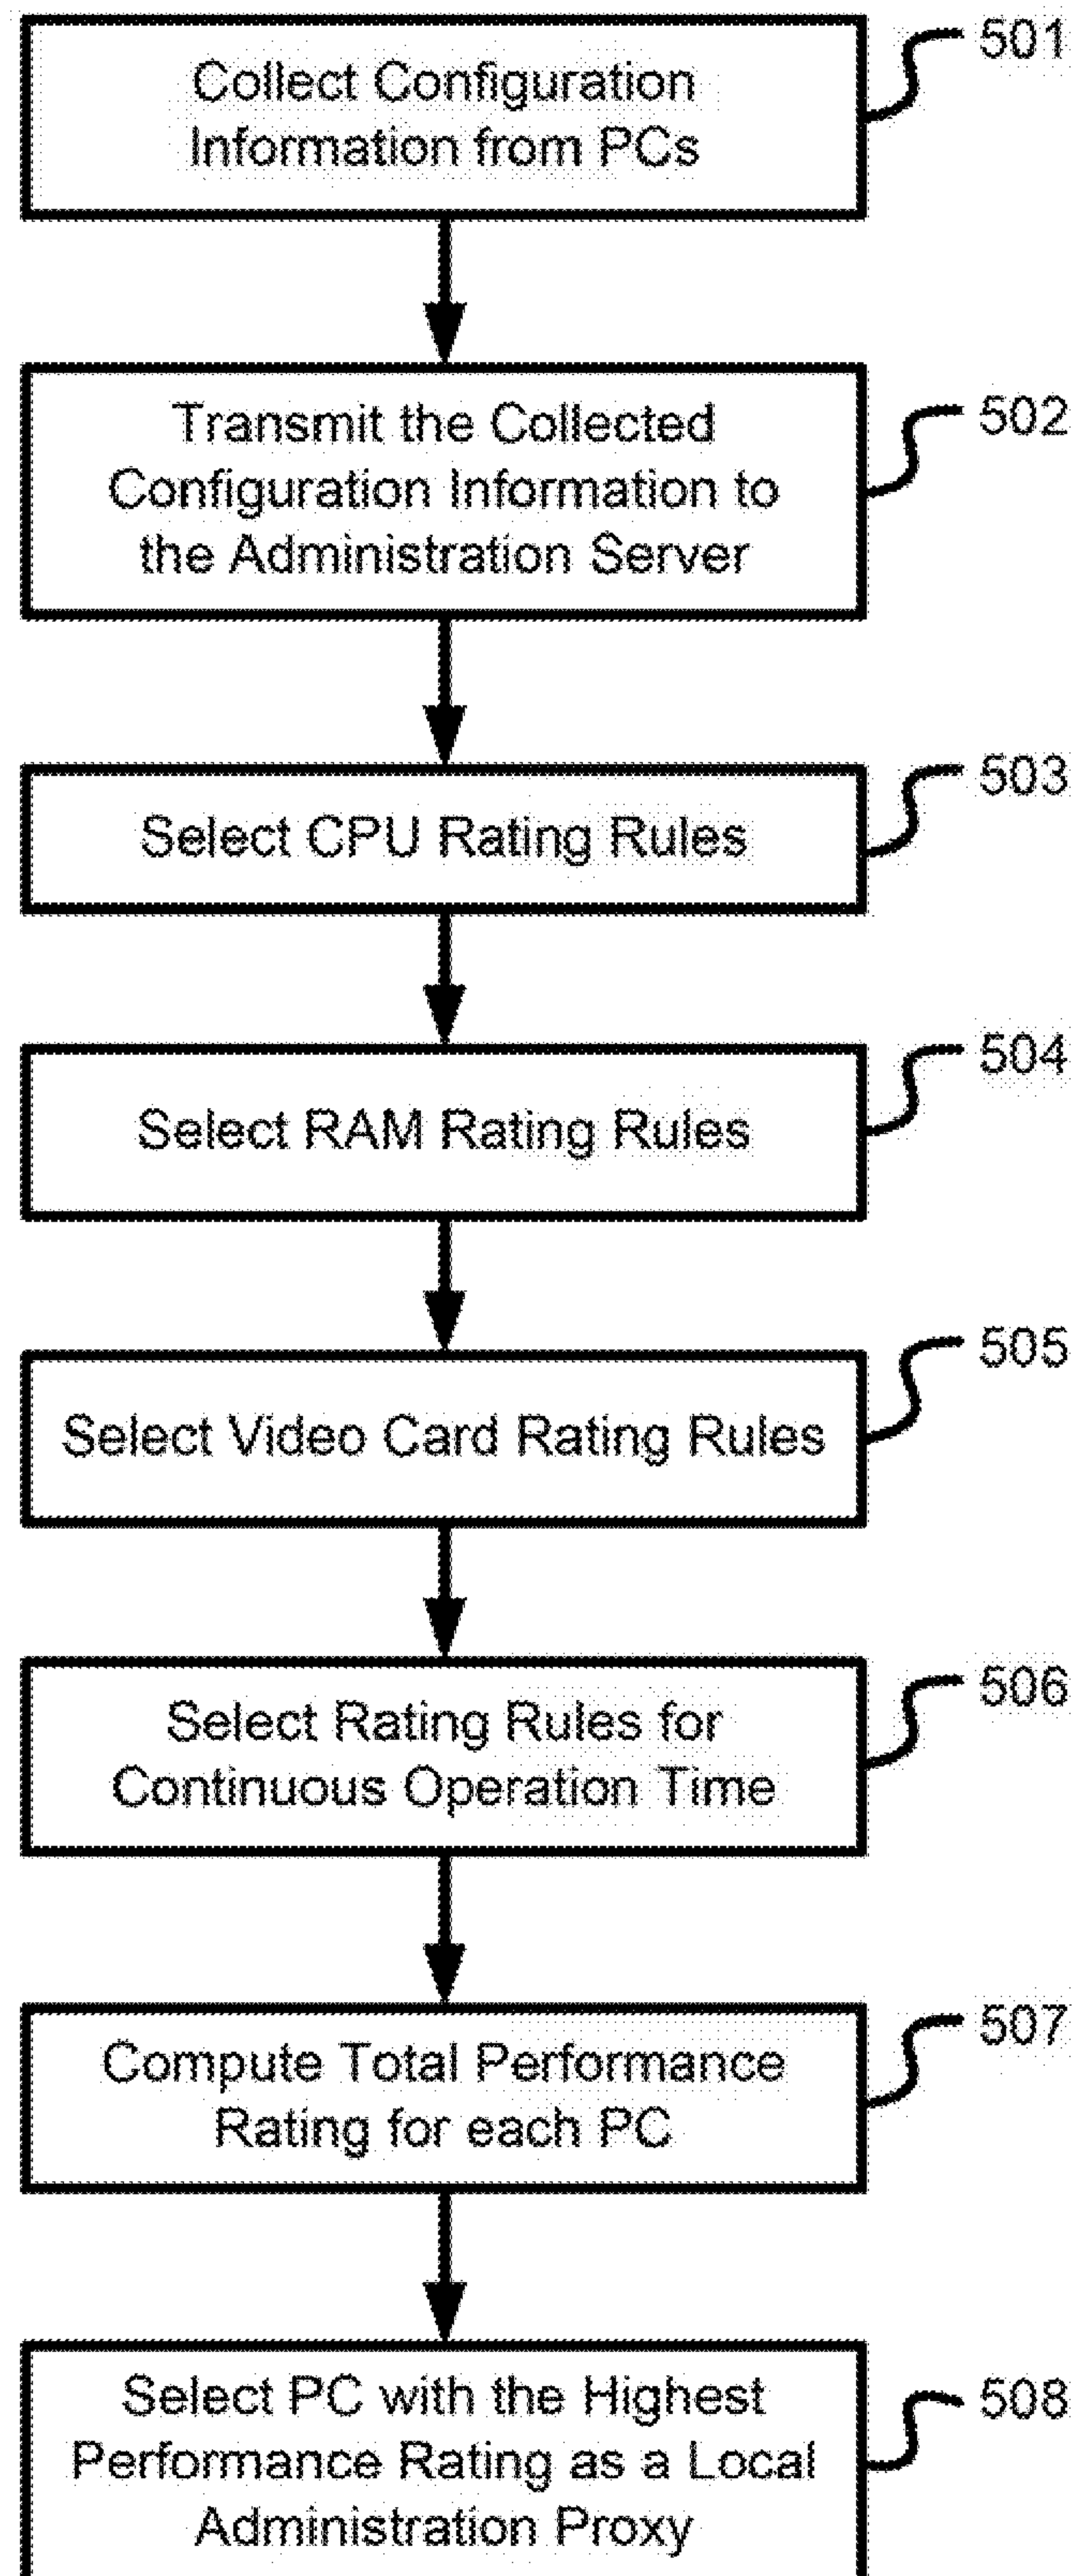 Collect Configuration
Information from PCs
501
Transmit the Collected
Configuration Information to
the Administration Server
502
Select CPU Rating Rules
503
Select RAM Rating Rules
504
Select Video Card Rating Rules
505
Select Rating Rules for
Continuous Operation Time
506
Compute Total Performance
Rating for each PC
507
Select PC with the Highest
Performance Rating as a Local
Administration Proxy
508